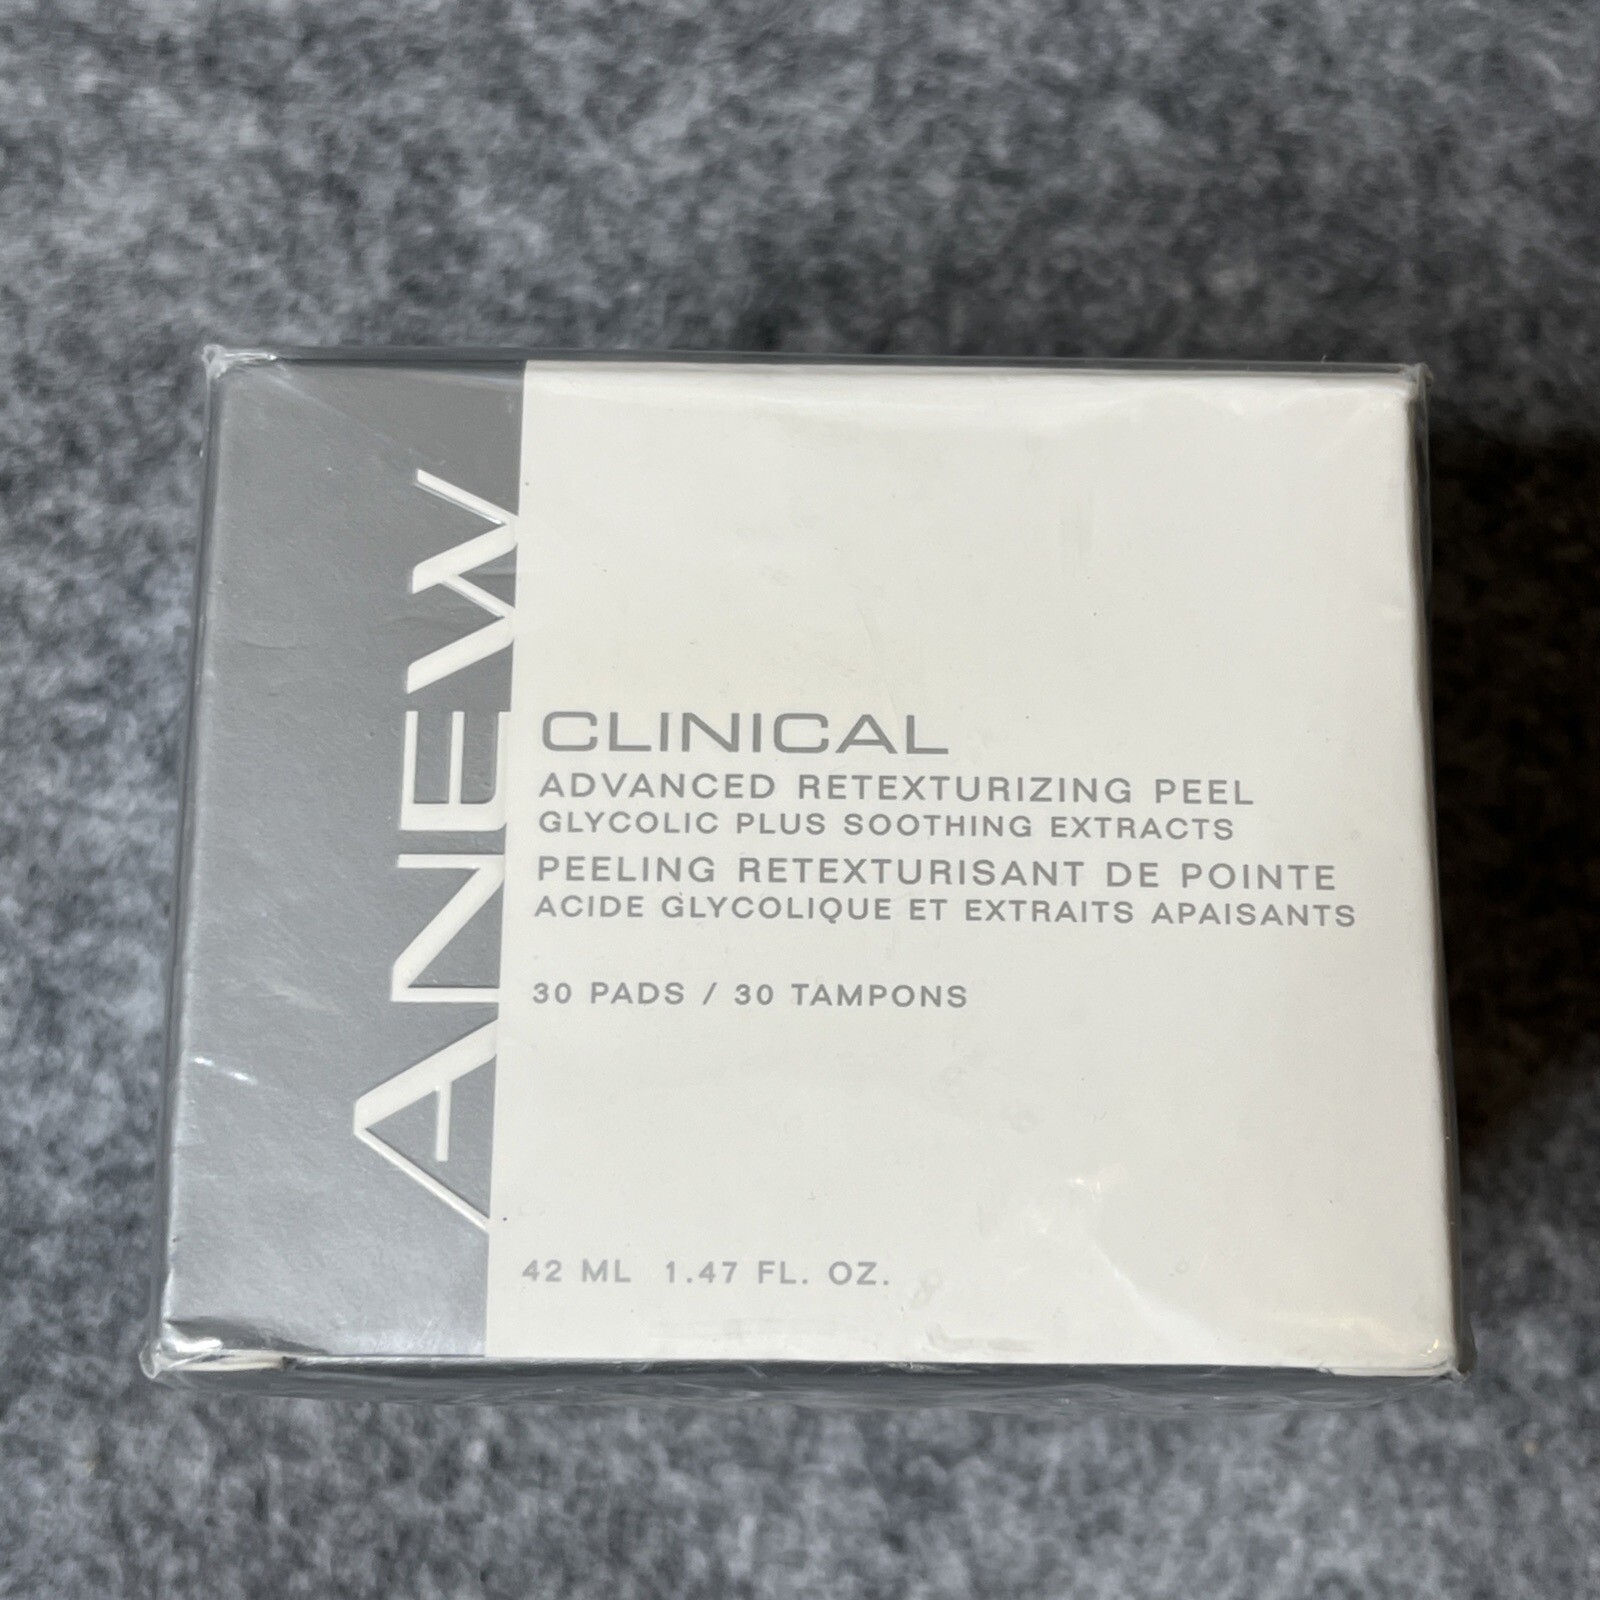 ANEW
CLINICAL
ADVANCED RETEXTURIZING PEEL
GLYCOLIC PLUS SOOTHING EXTRACTS
PEELING RETEXTURISANT DE POINTE
ACIDE GLYCOLIQUE ET EXTRAITS APAISANTS
30 PADS / 30 TAMPONS
42 ML 1.47 FL. OZ.